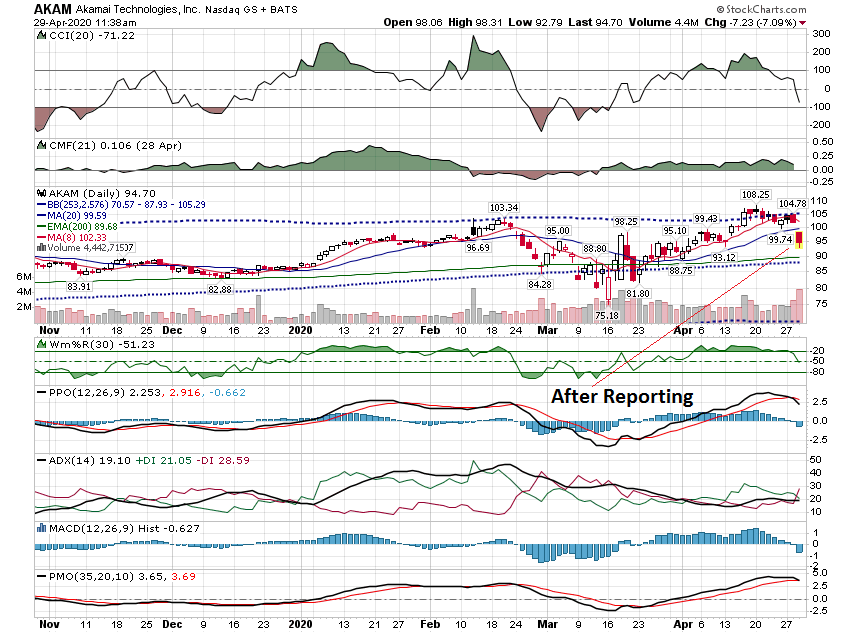 AKAM Akamai Technologies, Inc. Nasdaq GS + BATS
© StockCharts.com
29-Apr-2020 11:38am
Open 98.06 High 98.31 Low 92.79 Last 94.70 Volume 4.4M Chg -7.23 (-7.09%)
CCI(20) -71.22
300
200
100
0
-100
-200
CMF(21) 0.106 (28 Apr)
0.50
0.25
0.00
-0.25
AKAM (Daily) 94.70
BB(253,2.576) 70.57 - 87.93 - 105.29
MA(20) 99.59
EMA(200) 89.68
MA(8) 102.33
Volume 4,442,715
110
105
100
95
90
85
80
75
6M
4M
2M
83.91
82.88
96.69
103.34
84.28
95.00
88.80
75.18
98.25
81.80
95.10
88.75
99.43
93.12
108.25
99.74
104.78
Nov 11 18 25 Dec 9 16 23 2020 13 21 27 Feb 10 18 24 Mar 9 16 23 Apr 6 13 20 27
Wm%R(30) -51.23
-20
-50
-80
After Reporting
PPO(12,26,9) 2.253, 2.916, -0.662
2.5
0.0
-2.5
ADX(14) 19.10 +DI 21.05 -DI 28.59
50
40
30
20
10
MACD(12,26,9) Hist -0.627
1
0
-1
-2
PMO(35,20,10) 3.65, 3.69
5.0
2.5
0.0
-2.5
Nov 11 18 25 Dec 9 16 23 2020 13 21 27 Feb 10 18 24 Mar 9 16 23 Apr 6 13 20 27